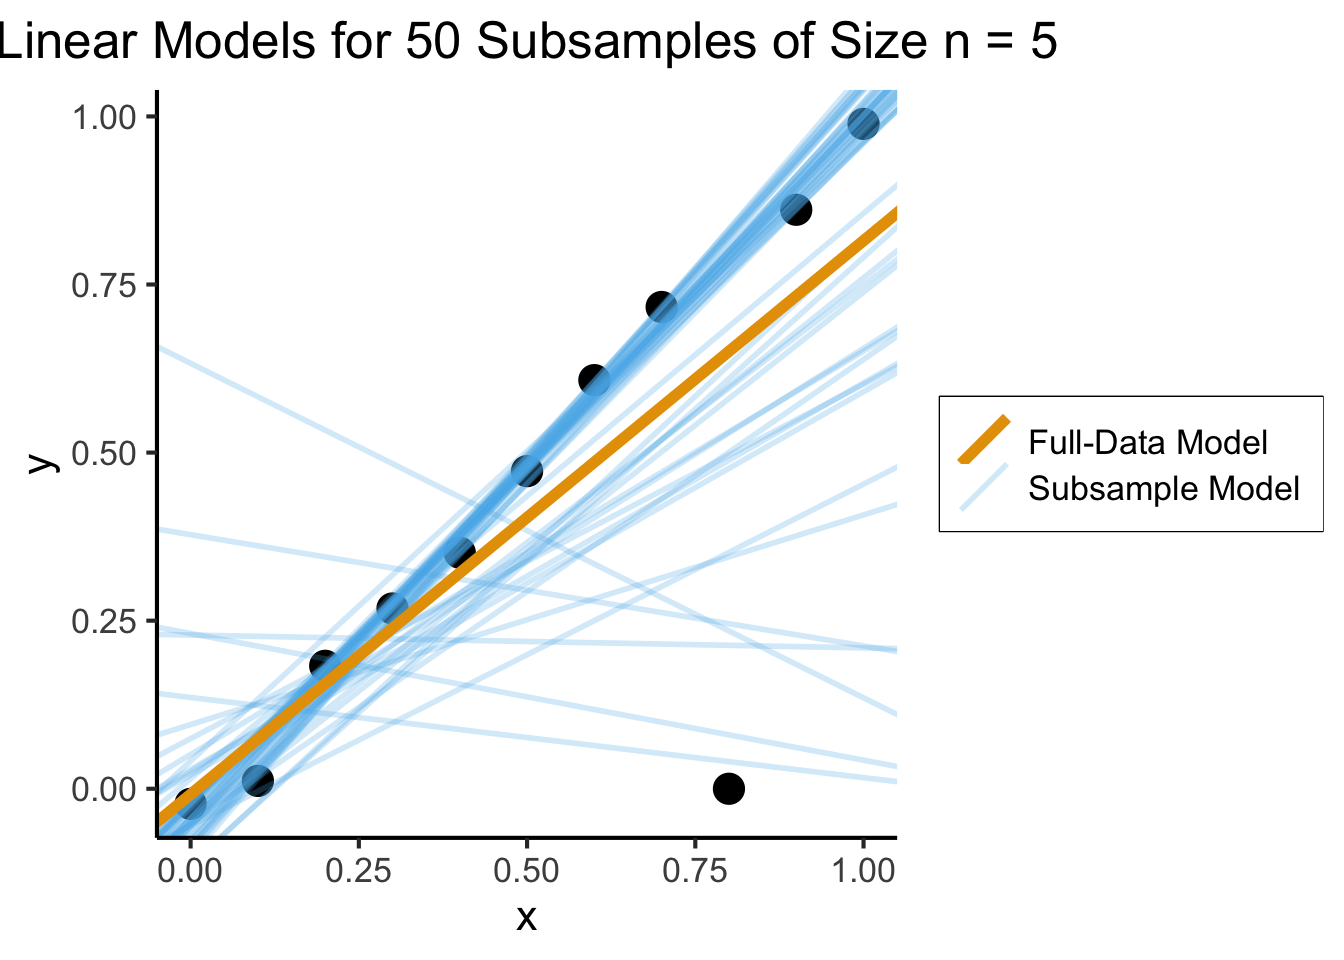 Linear Models for 50 Subsamples of Size n = 5
1.00
0.75
0.50
0.25
0.00
y
0.00 0.25 0.50 0.75 1.00
x
Full-Data Model
Subsample Model